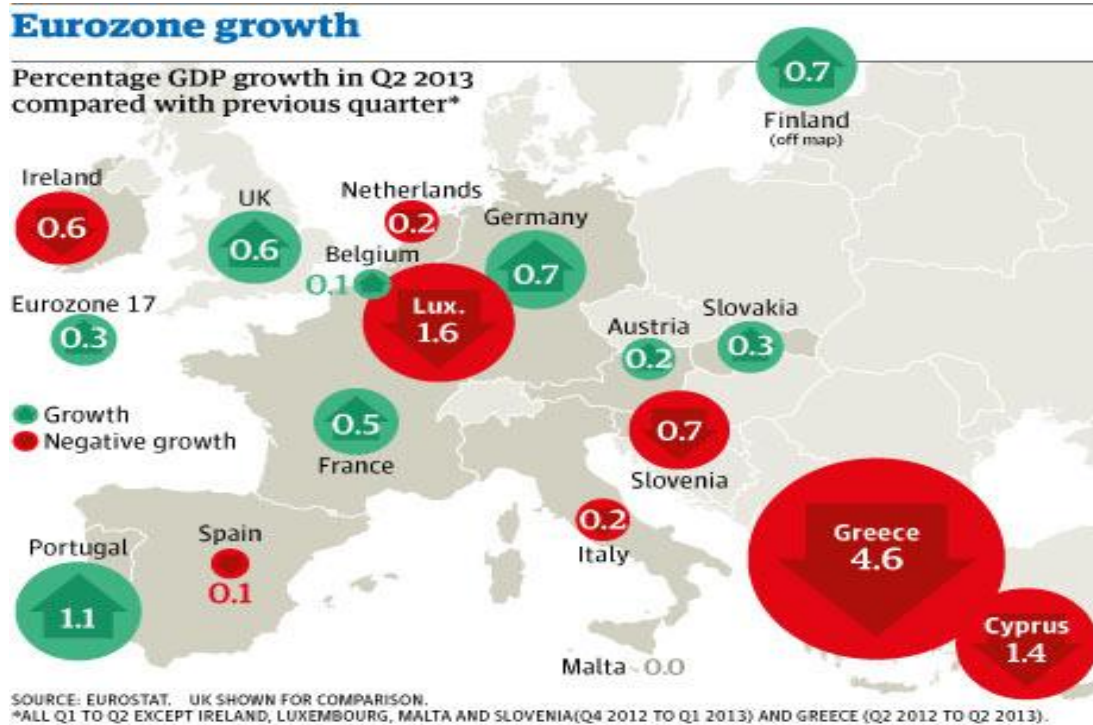 Eurozone growth
Percentage GDP growth in Q2 2013
compared with previous quarter*
0.7
Finland
(off map)
Ireland
0.6
UK
0.6
Netherlands
0.2
Germany
0.7
Belgium
0.1
Lux.
1.6
Eurozone 17
0.3
Austria
0.2
Slovakia
0.3
Growth
Negative growth
0.5
France
0.7
Slovenia
0.2
Italy
Greece
4.6
Portugal
1.1
Spain
0.1
Cyprus
1.4
Malta 0.0
SOURCE: EUROSTAT. UK SHOWN FOR COMPARISON.
*ALL Q1 TO Q2 EXCEPT IRELAND, LUXEMBOURG, MALTA AND SLOVENIA(Q4 2012 TO Q1 2013) AND GREECE (Q2 2012 TO Q2 2013).